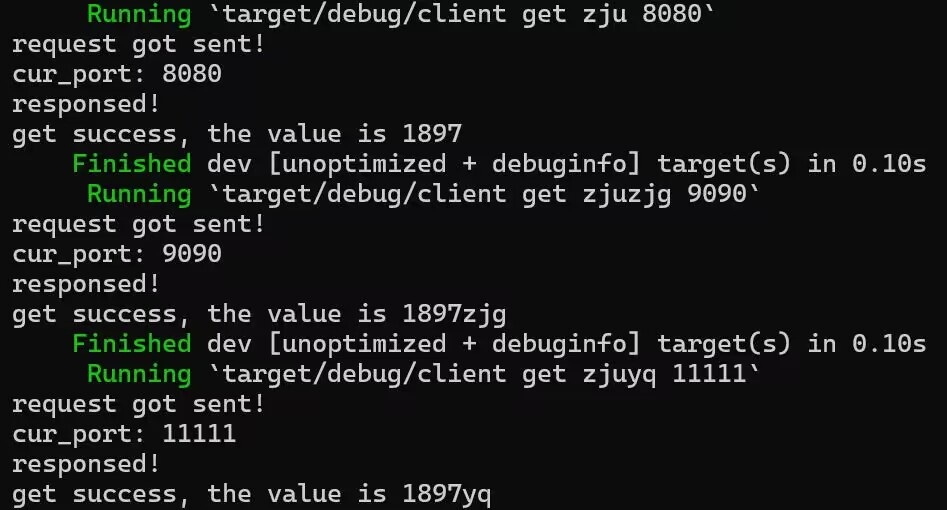 Running `target/debug/client get zju 8080`
request got sent!
cur_port: 8080
responsed!
get success, the value is 1897
Finished dev [unoptimized + debuginfo] target(s) in 0.10s
Running `target/debug/client get zjuzjg 9090`
request got sent!
cur_port: 9090
responsed!
get success, the value is 1897zjg
Finished dev [unoptimized + debuginfo] target(s) in 0.10s
Running `target/debug/client get zjuyq 11111`
request got sent!
cur_port: 11111
responsed!
get success, the value is 1897yq